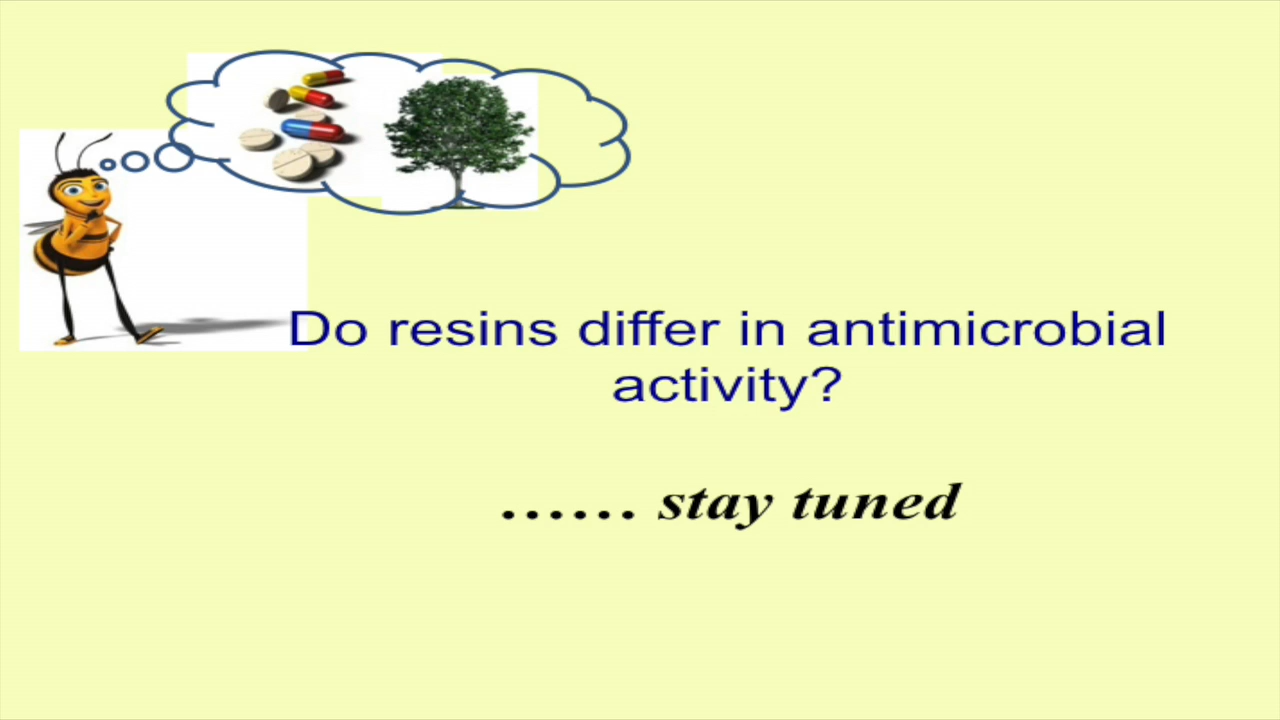 Do resins differ in antimicrobial
activity?
...... stay tuned